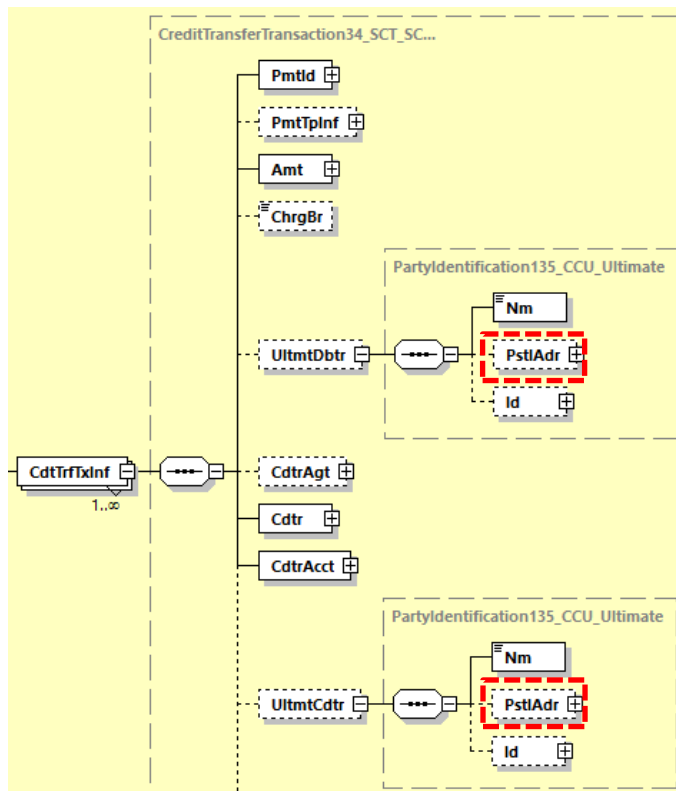 CreditTransferTransaction34_SCT_SC...
PmtId
PmtTpInf
Amt
ChrgBr
PartyIdentification135_CCU_Ultimate
Nm
UltmtDbtr
PstlAdr
Id
CdtTrfTxInf
1..∞
CdtrAgt
Cdtr
CdtrAcct
PartyIdentification135_CCU_Ultimate
Nm
UltmtCdtr
PstlAdr
Id